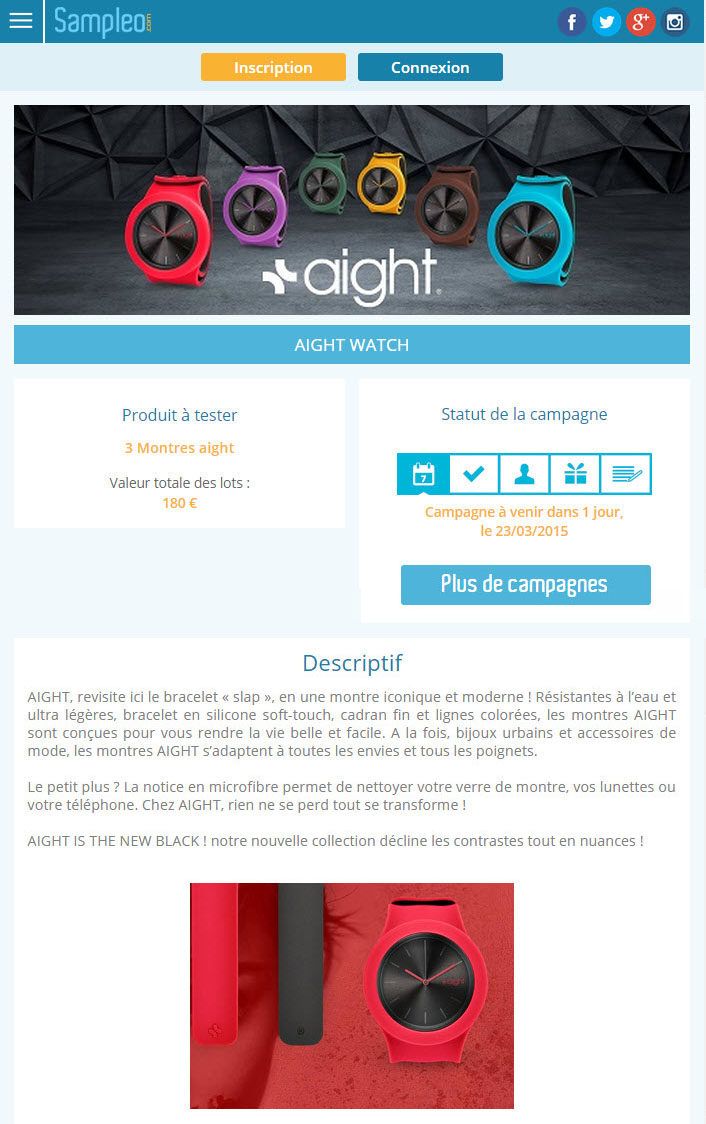 Sampleo.com
Inscription
Connexion
aight®
AIGHT WATCH
Produit à tester
3 Montres aight
Valeur totale des lots :
180 €
Statut de la campagne
7
Campagne à venir dans 1 jour,
le 23/03/2015
Plus de campagnes
Descriptif
AIGHT, revisite ici le bracelet « slap », en une montre iconique et moderne ! Résistantes à l’eau et
ultra légères, bracelet en silicone soft-touch, cadran fin et lignes colorées, les montres AIGHT
sont conçues pour vous rendre la vie belle et facile. A la fois, bijoux urbains et accessoires de
mode, les montres AIGHT s’adaptent à toutes les envies et tous les poignets.
Le petit plus ? La notice en microfibre permet de nettoyer votre verre de montre, vos lunettes ou
votre téléphone. Chez AIGHT, rien ne se perd tout se transforme !
AIGHT IS THE NEW BLACK ! notre nouvelle collection décline les contrastes tout en nuances !
aight